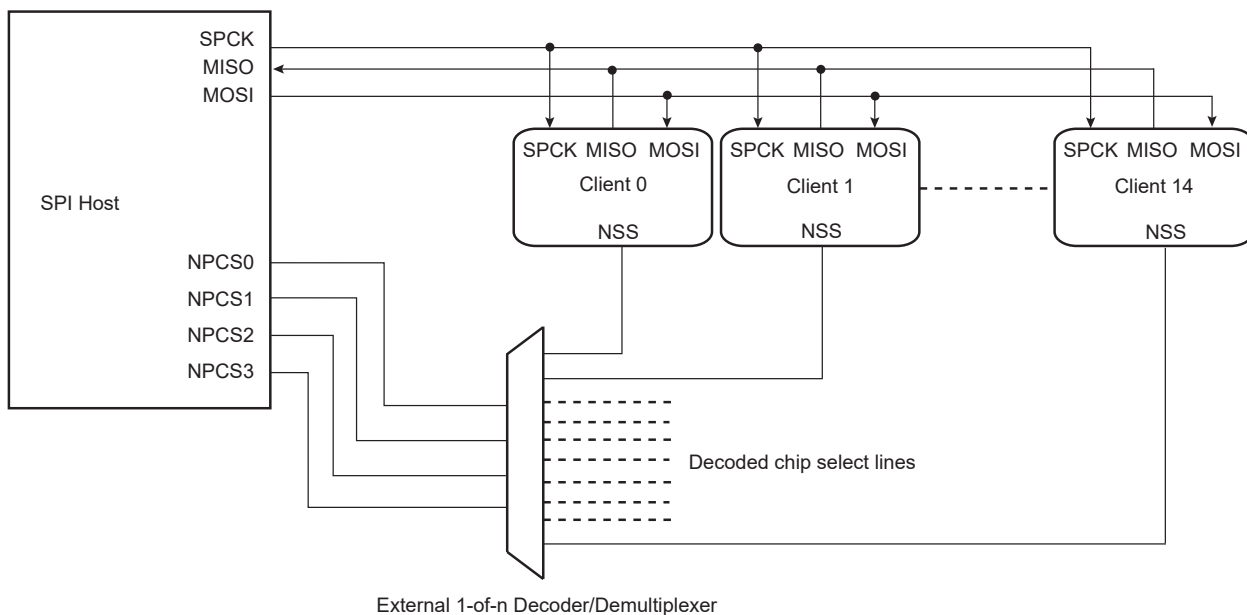 SPCK
MISO
MOSI
SPI Host
NPCS0
NPCS1
NPCS2
NPCS3
SPCK MISO MOSI
Client 0
NSS
SPCK MISO MOSI
Client 1
NSS
SPCK MISO MOSI
Client 14
NSS
Decoded chip select lines
External 1-of-n Decoder/Demultiplexer